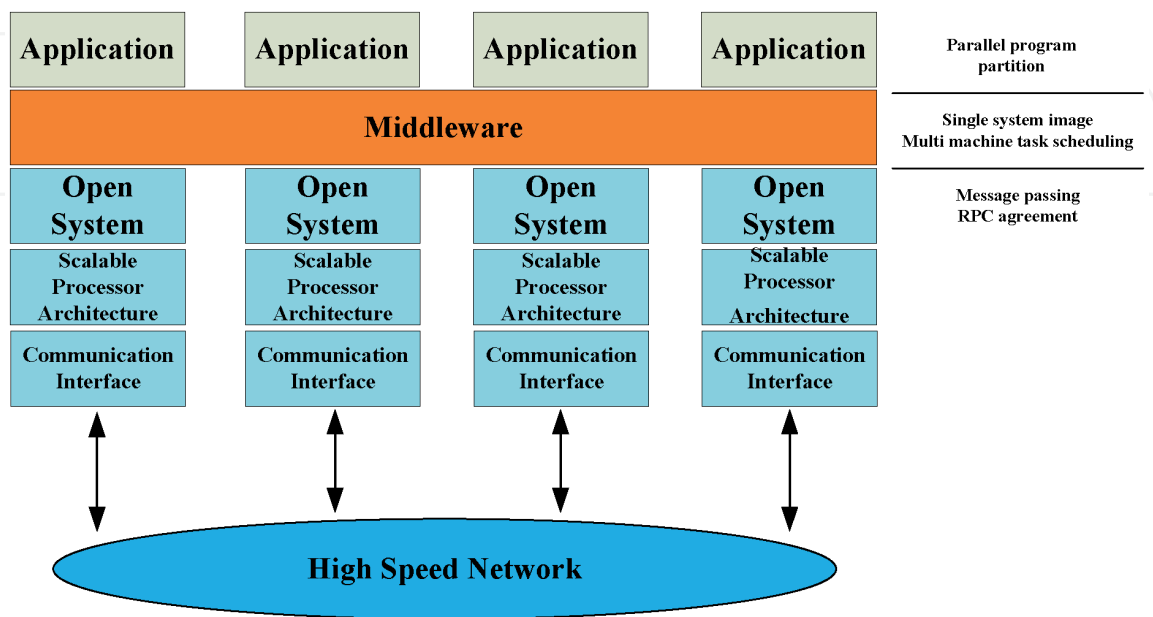 Application
Application
Application
Application
Parallel program
partition
Middleware
Single system image
Multi machine task scheduling
Open
System
Open
System
Open
System
Open
System
Message passing
RPC agreement
Scalable
Processor
Architecture
Scalable
Processor
Architecture
Scalable
Processor
Architecture
Scalable
Processor
Architecture
Communication
Interface
Communication
Interface
Communication
Interface
Communication
Interface
High Speed Network